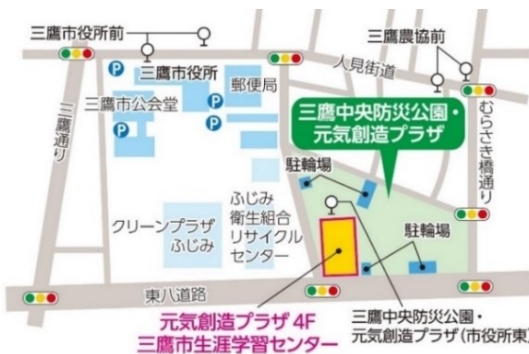 三鷹市役所前
三鷹市役所
三鷹農協前
人見街道
郵便局
三鷹市公会堂
P
P
P
P
三鷹通り
むらさき橋通り
三鷹中央防災公園・
元気創造プラザ
駐輪場
ふじみ
衛生組合
リサイクル
センター
クリーンプラザ
ふじみ
駐輪場
東八道路
元気創造プラザ 4F
三鷹市生涯学習センター
三鷹中央防災公園・
元気創造プラザ(市役所東)